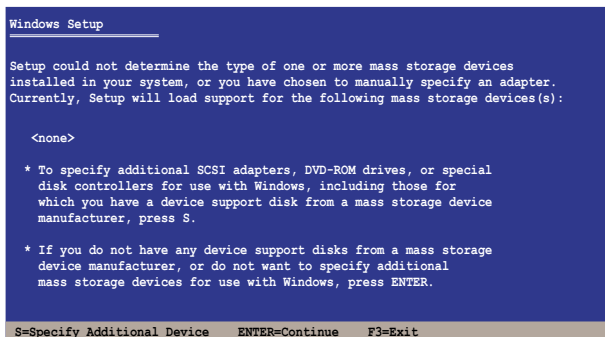 Windows Setup
Setup could not determine the type of one or more mass storage devices
installed in your system, or you have chosen to manually specify an adapter.
Currently, Setup will load support for the following mass storage devices(s):
<none>
* To specify additional SCSI adapters, DVD-ROM drives, or special
disk controllers for use with Windows, including those for
which you have a device support disk from a mass storage device
manufacturer, press S.
* If you do not have any device support disks from a mass storage
device manufacturer, or do not want to specify additional
mass storage devices for use with Windows, press ENTER.
S=Specify Additional Device ENTER=Continue F3=Exit